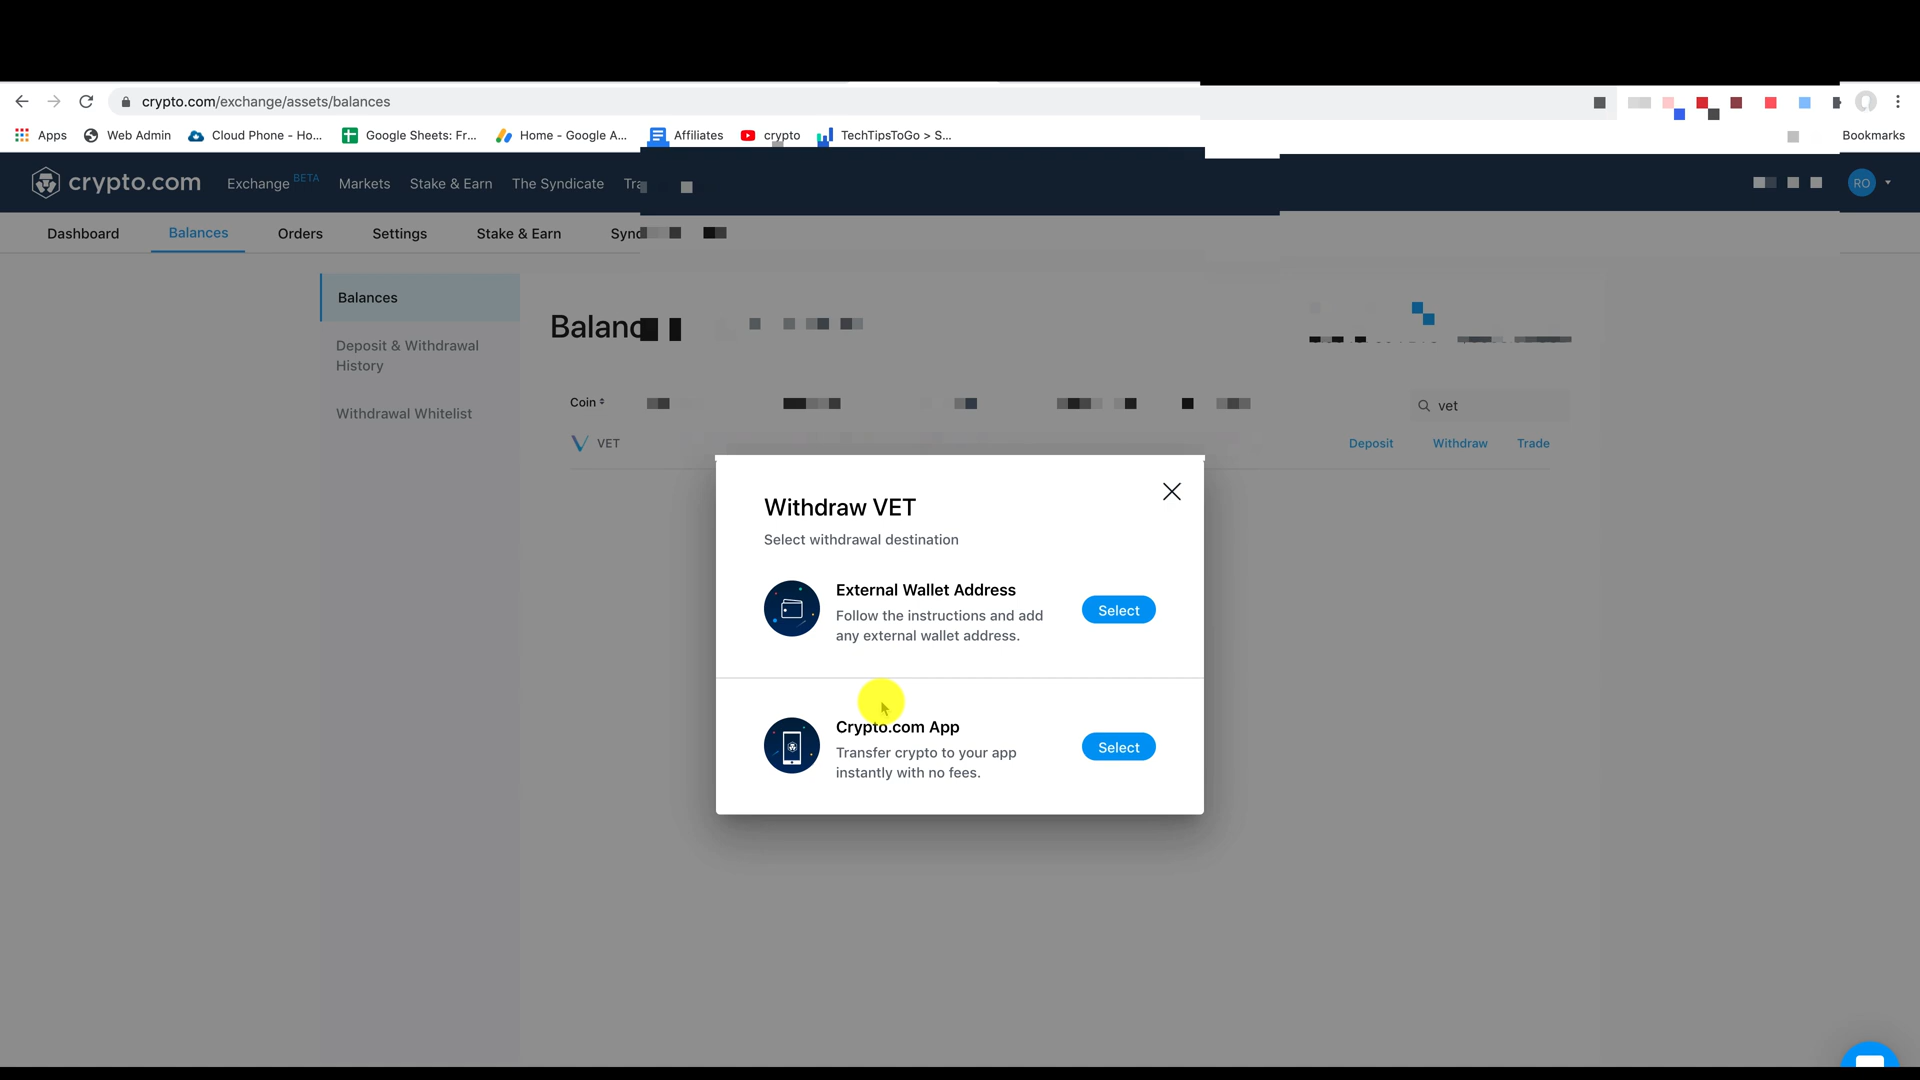 crypto.com/exchange/assets/balances
Apps Web Admin Cloud Phone - Ho... Google Sheets: Fr... Home - Google A... Affiliates crypto TechTipsToGo > S... Bookmarks
crypto.com Exchange BETA Markets Stake & Earn The Syndicate Tra RO
Dashboard Balances Orders Settings Stake & Earn Synd
Balances
Deposit & Withdrawal
History
Withdrawal Whitelist
Balanc
Coin vet
VET Deposit Withdraw Trade
Withdraw VET
Select withdrawal destination
External Wallet Address
Follow the instructions and add
any external wallet address.
Select
Crypto.com App
Transfer crypto to your app
instantly with no fees.
Select